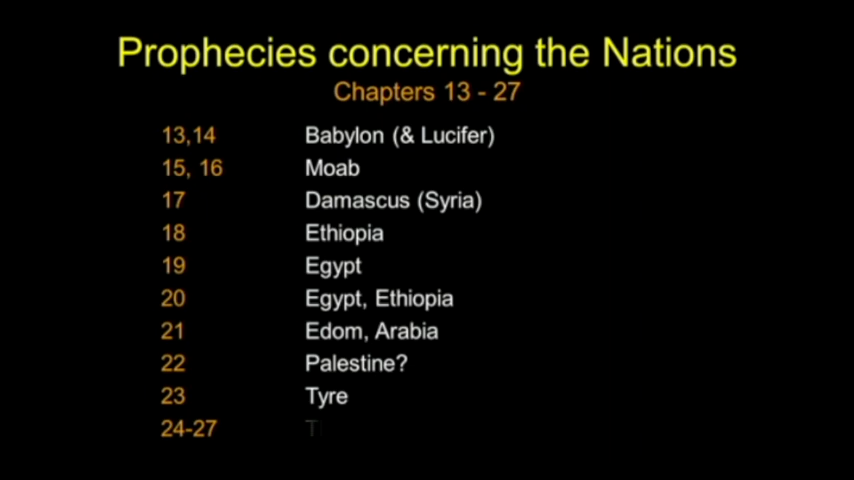 Prophecies concerning the Nations
Chapters 13 - 27
13,14 Babylon (& Lucifer)
15, 16 Moab
17 Damascus (Syria)
18 Ethiopia
19 Egypt
20 Egypt, Ethiopia
21 Edom, Arabia
22 Palestine?
23 Tyre
24-27